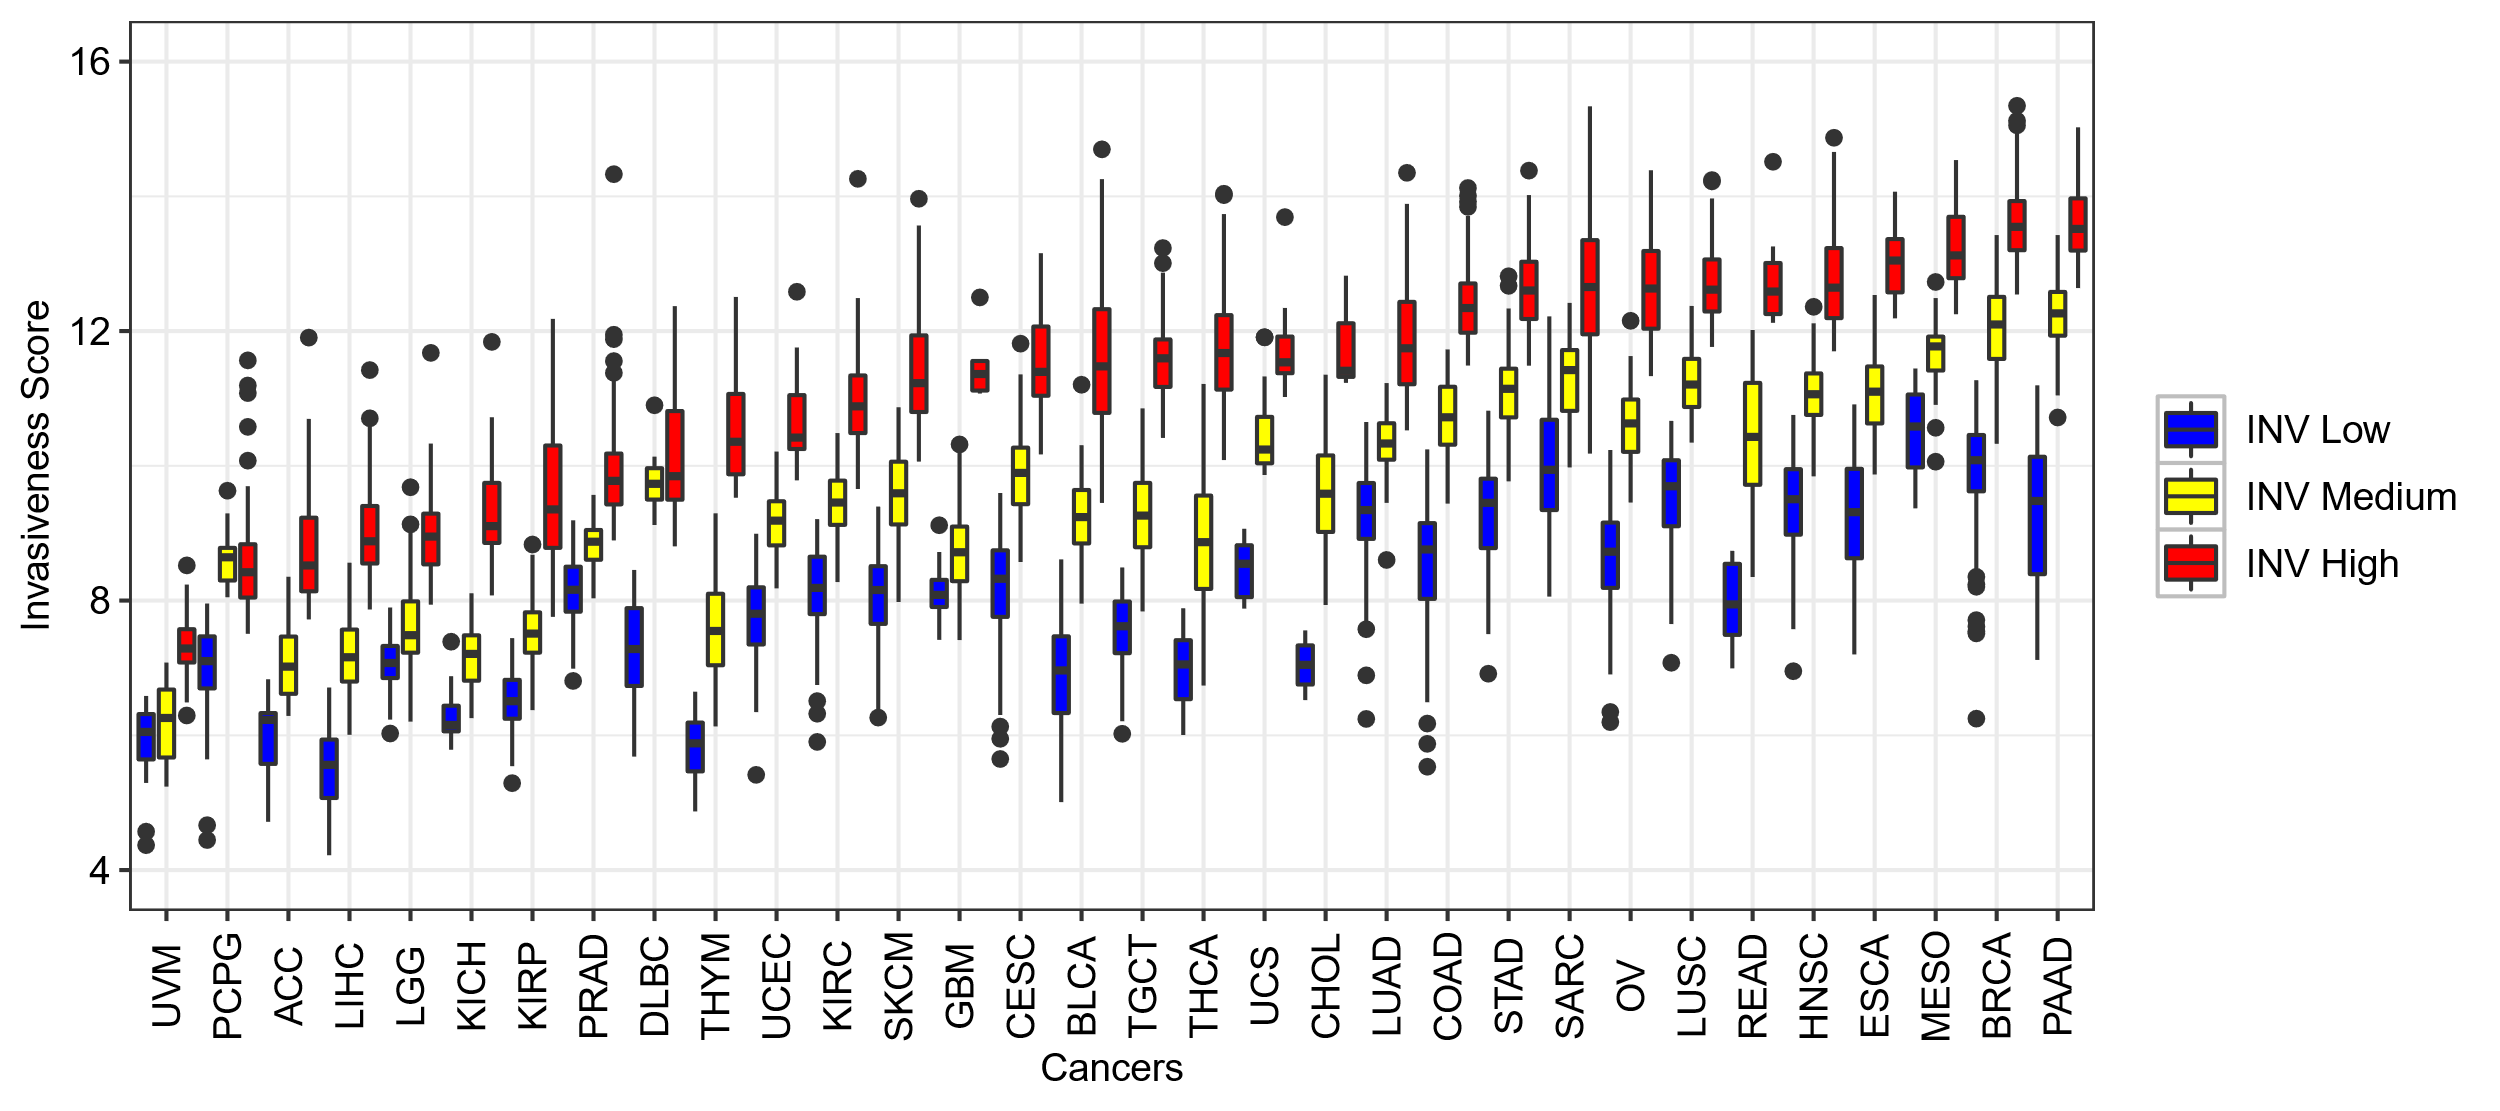 16
12
8
4
Invasiveness Score
UVM
PCPG
ACC
LIHC
LGG
KICH
KIRP
PRAD
DLBC
THYM
UCEC
KIRC
SKCM
GBM
CESC
BLCA
TGCT
THCA
UCS
CHOL
LUAD
COAD
STAD
SARC
OV
LUSC
READ
HNSC
ESCA
MESO
BRCA
PAAD
Cancers
INV Low
INV Medium
INV High